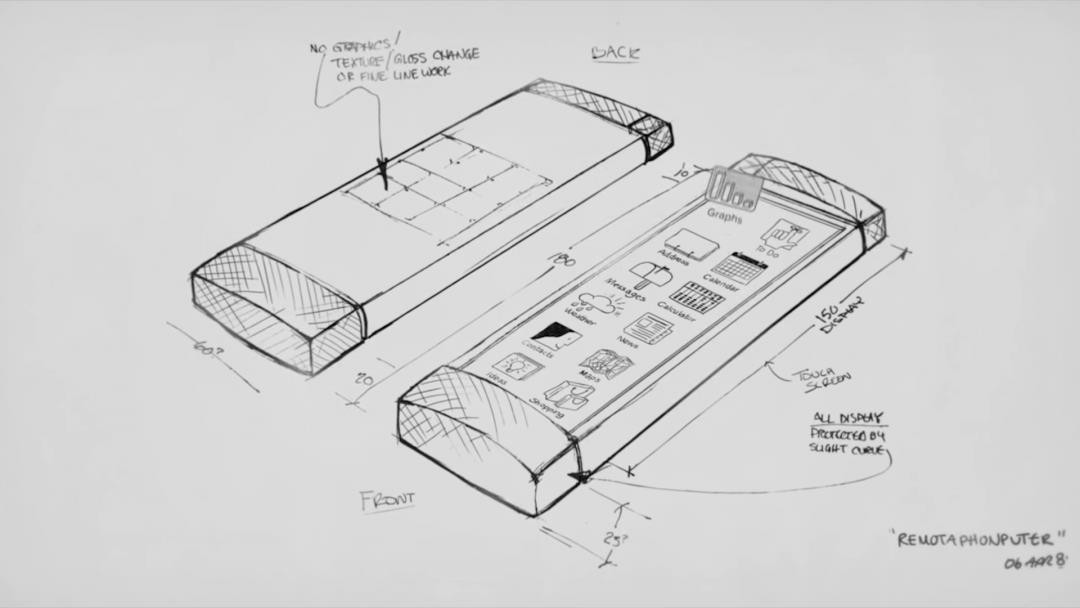 NO GRAPHICS/
TEXTURE/GLOSS CHANGE
OR FINE LINE WORK
BACK
10
Graphs
To Do
Address
Calendar
180
Messages
Calculator
150
DISPLAY
Weather
News
60?
Contacts
Maps
TOUCH
SCREEN
20
Ideas
Shopping
ALL DISPLAY
PROTECTED BY
SLIGHT CURVE
FRONT
25?
"REMOTAPHONPUTER"
06